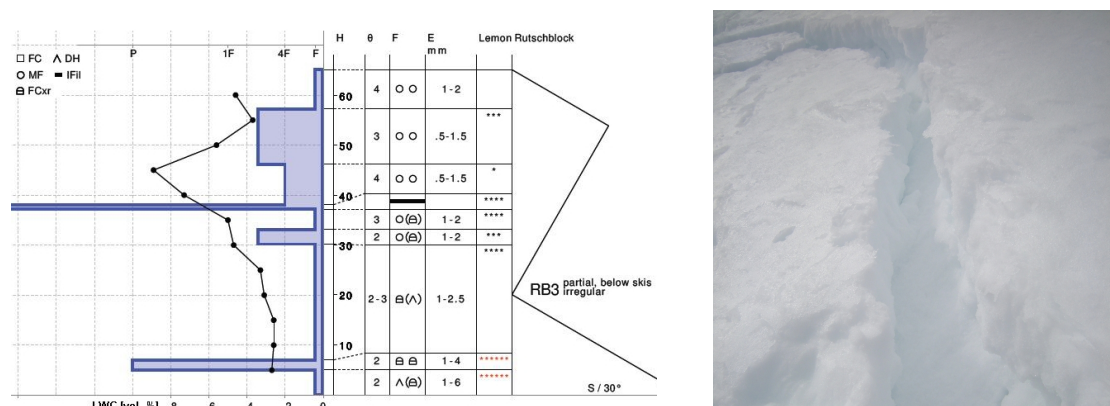 H θ F E Lemon Rutschblock
mm
P 1F 4F F
□ FC ∧ DH
○ MF ▬ IFil
FCxr
60 4 ○ ○ 1-2
***
50 3 ○ ○ .5-1.5
4 ○ ○ .5-1.5 *
40 ****
3 ○( ) 1-2 ****
2 ○( ) 1-2 ***
30 ****
20 2-3 (∧) 1-2.5
RB3 partial, below skis
irregular
10
2 1-4 ******
2 ∧( ) 1-6 ******
S / 30°
LWC [vol. %] 8 6 4 2 0